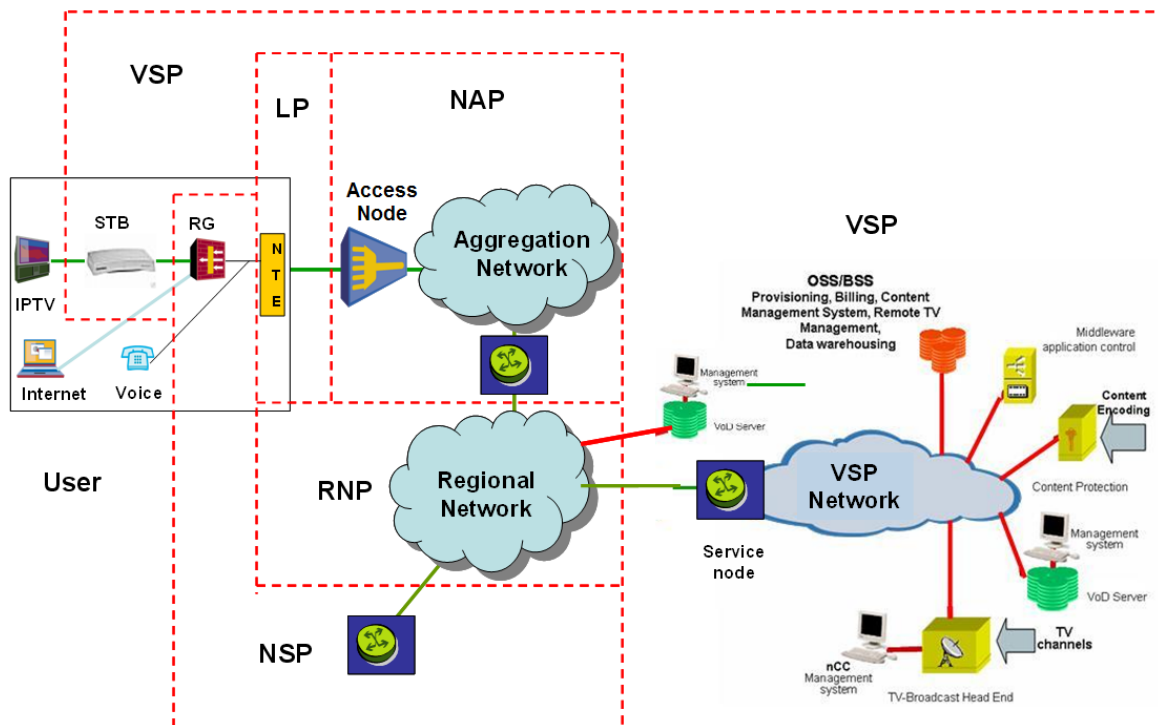 VSP
LP
NAP
STB
RG
Access
Node
N
T
E
Aggregation
Network
IPTV
Internet
Voice
VSP
OSS/BSS
Provisioning, Billing, Content
Management System, Remote TV
Management,
Data warehousing
Middleware
application control
Management
system
VoD Server
Content
Encoding
User
RNP
Regional
Network
VSP
Network
Content Protection
Service
node
Management
system
VoD Server
NSP
nCC
Management
system
TV
channels
TV-Broadcast Head End